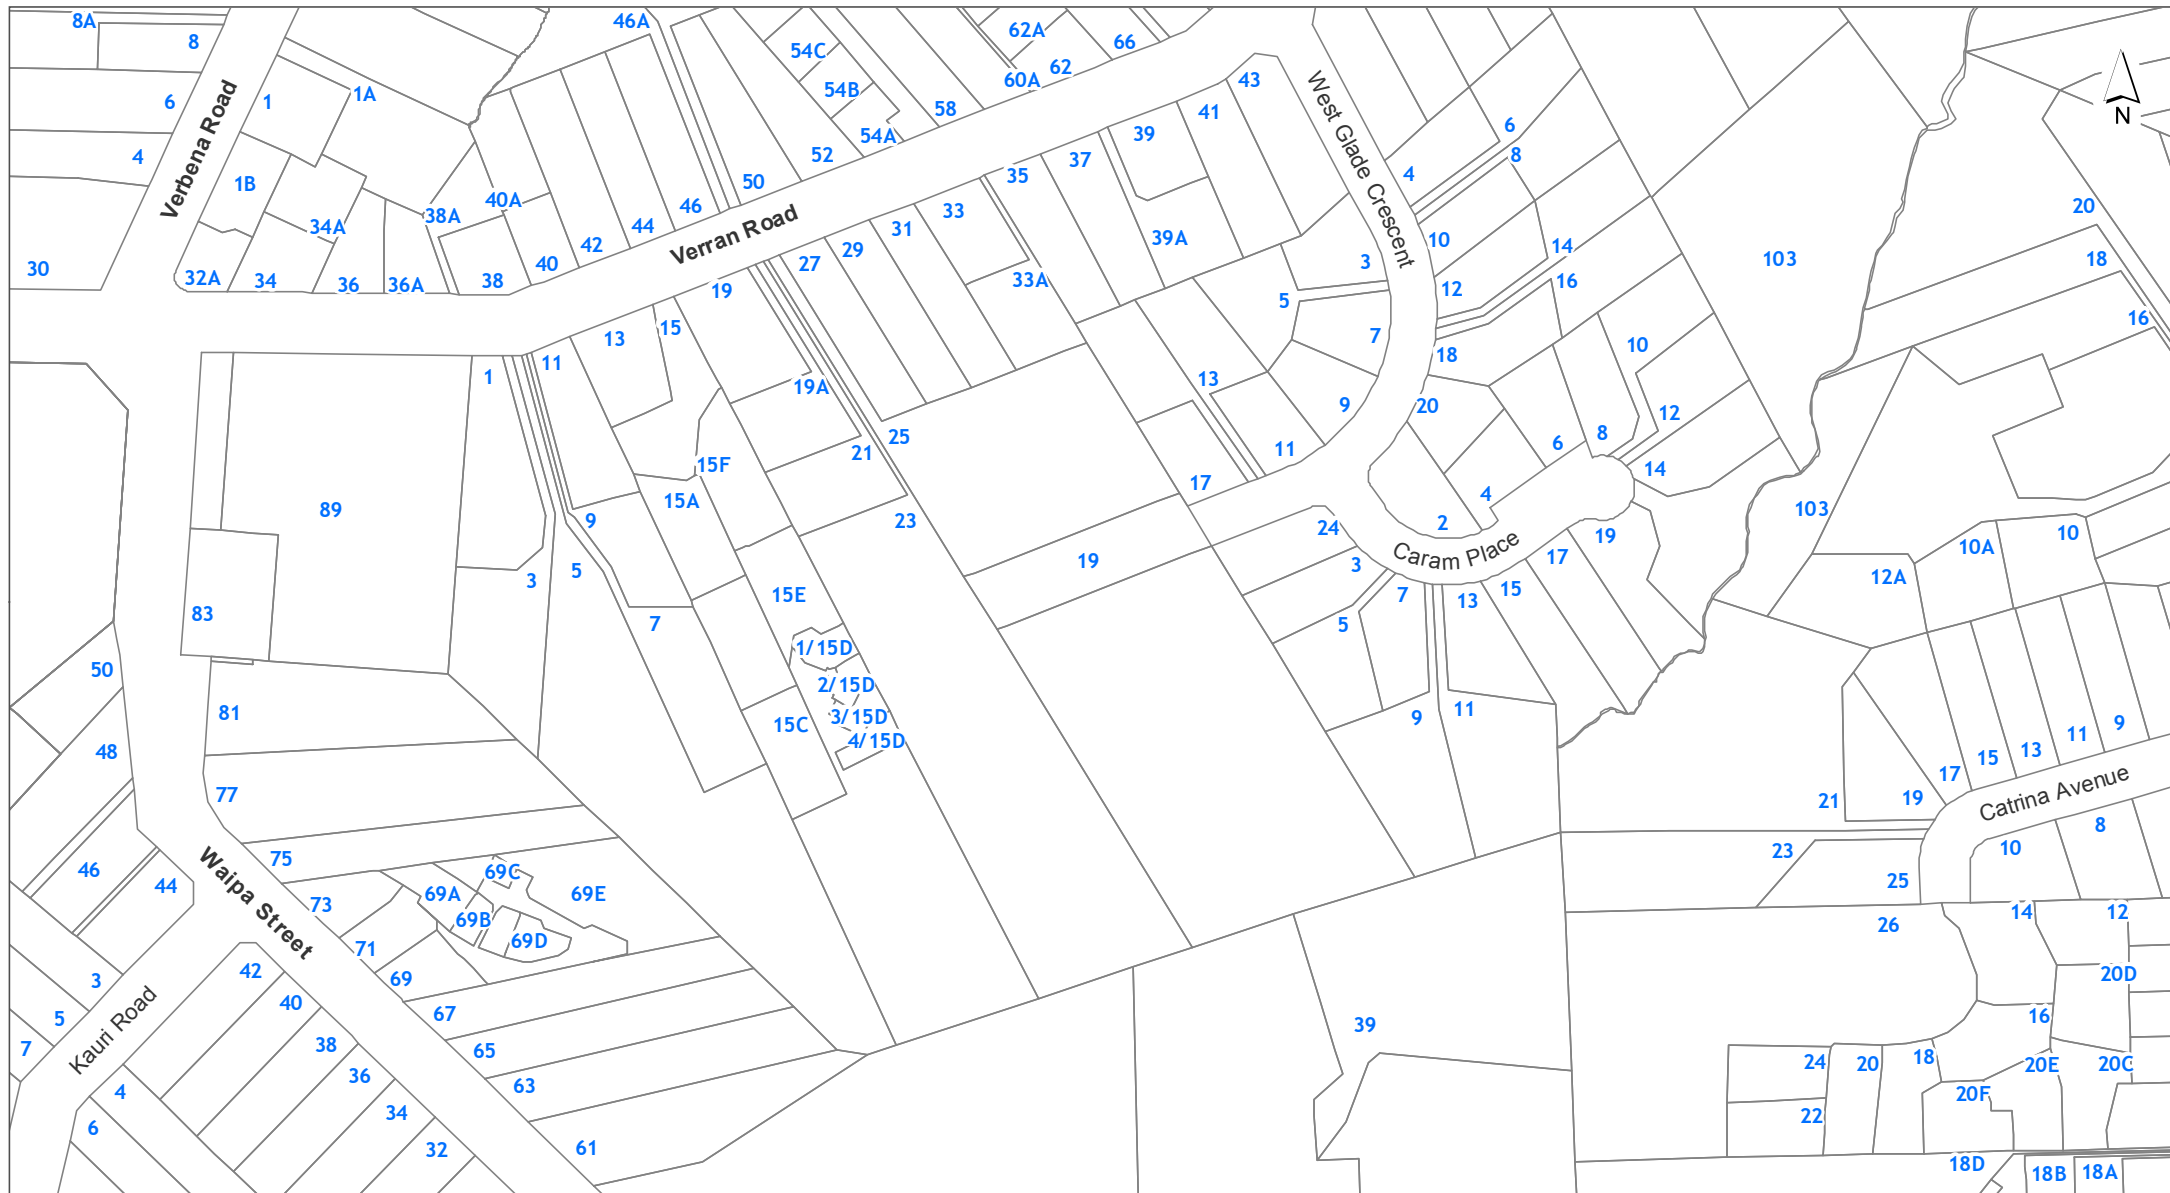 8A
8
46A
62A
66
54C
62
60A
43
N
1A
1
6
54B
58
41
6
39
54A
4
52
37
8
1B
50
35
4
40A
46
33
20
38A
34A
44
31
39A
10
Verbena Road
Verran Road
West Glade Crescent
42
29
14
103
18
30
40
27
3
32A
34
36
36A
38
33A
12
16
19
5
16
15
13
7
10
18
11
1
13
19A
9
20
12
25
8
6
11
21
15F
14
17
4
15A
89
103
9
23
2
24
19
10
Caram Place
10A
17
19
3
5
3
12A
15E
7
13
15
83
7
5
1/15D
50
2/15D
81
15C
3/15D
9
11
4/15D
48
9
11
13
15
17
77
21
19
Catrina Avenue
8
75
10
23
46
44
69C
69E
69A
25
Waipa Street
73
69B
26
14
12
71
69D
3
42
69
20D
40
67
5
16
39
Kauri Road
7
38
65
24
20
18
20E
20C
36
63
4
20F
34
22
6
32
61
18D
18B
18A